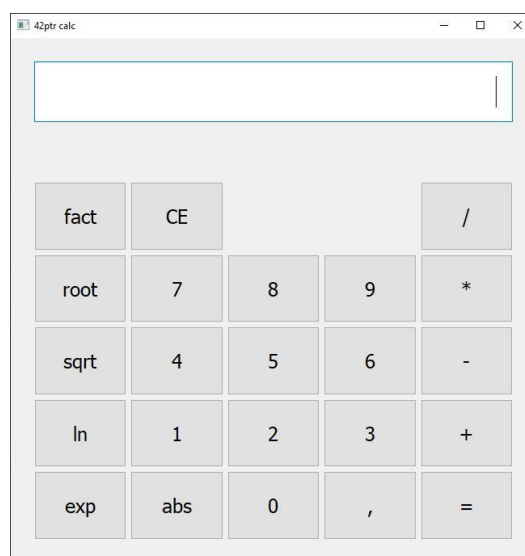 42ptr calc
fact CE /
root 7 8 9 *
sqrt 4 5 6 -
ln 1 2 3 +
exp abs 0 , =